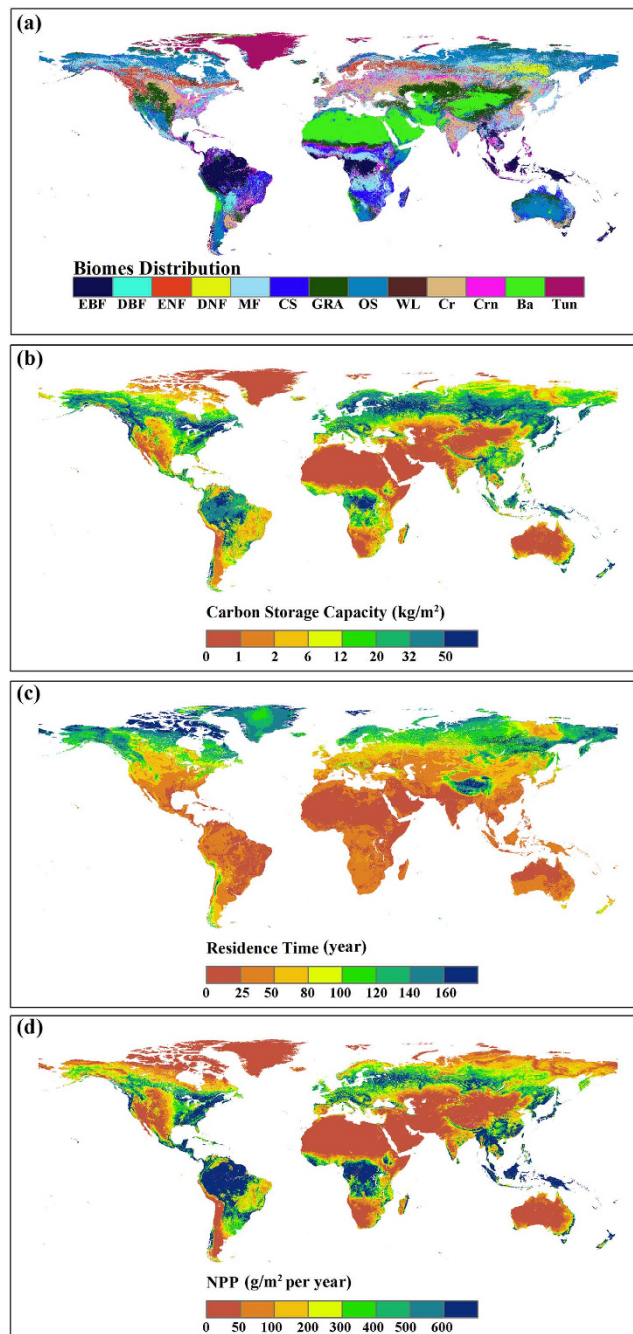 (a)
Biomes Distribution
EBF DBF ENF DNF MF CS GRA OS WL Cr Crn Ba Tun
(b)
Carbon Storage Capacity (kg/m²)
0 1 2 6 12 20 32 50
(c)
Residence Time (year)
0 25 50 80 100 120 140 160
(d)
NPP (g/m² per year)
0 50 100 200 300 400 500 600